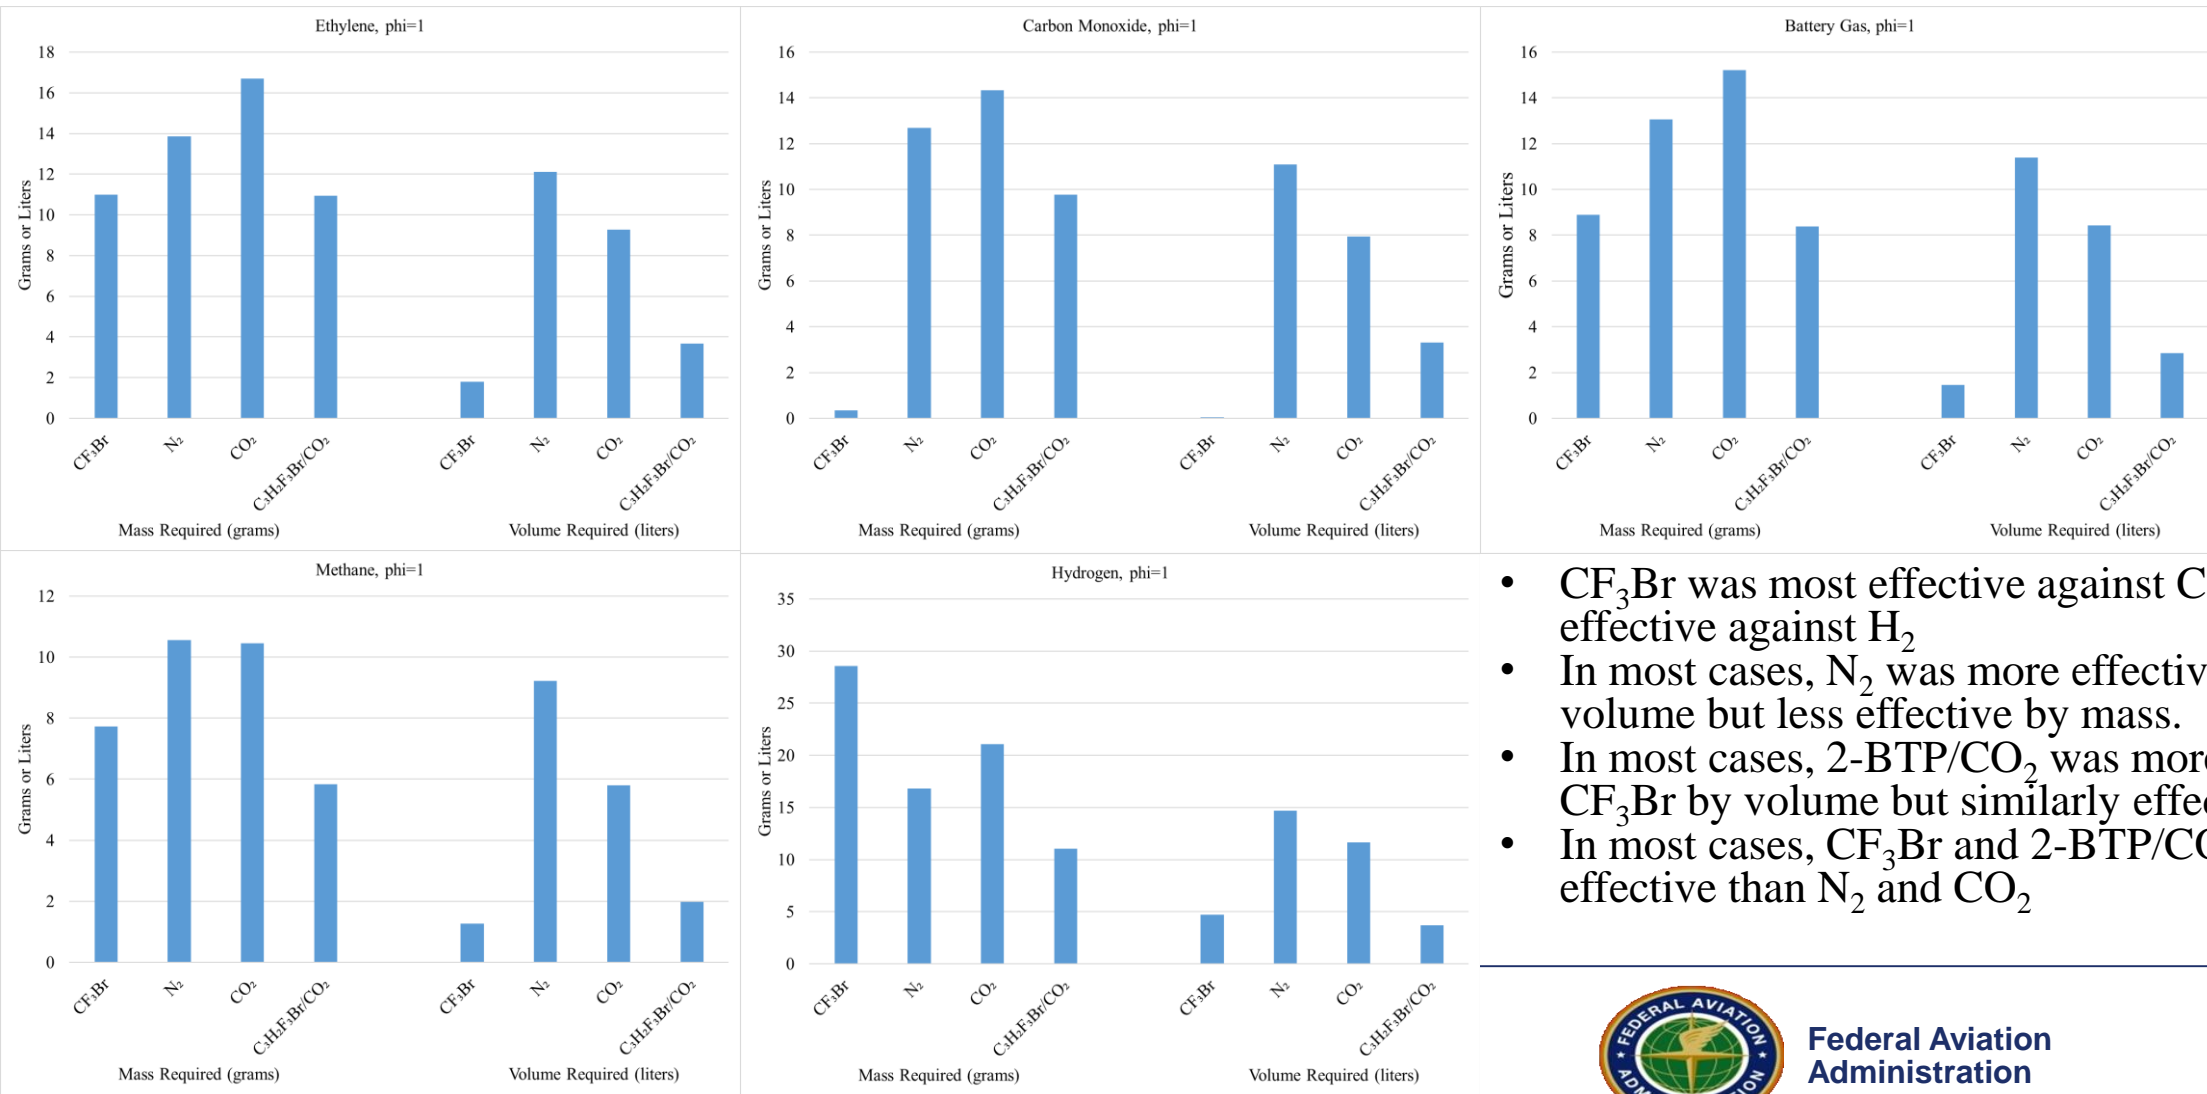 Ethylene, phi=1
18
16
14
12
10
8
6
4
2
0
Grams or Liters
CF₃Br
N₂
CO₂
C₃H₂F₃Br/CO₂
CF₃Br
N₂
CO₂
C₃H₂F₃Br/CO₂
Mass Required (grams)
Volume Required (liters)
Carbon Monoxide, phi=1
16
14
12
10
8
6
4
2
0
Grams or Liters
CF₃Br
N₂
CO₂
C₃H₂F₃Br/CO₂
CF₃Br
N₂
CO₂
C₃H₂F₃Br/CO₂
Mass Required (grams)
Volume Required (liters)
Battery Gas, phi=1
16
14
12
10
8
6
4
2
0
Grams or Liters
CF₃Br
N₂
CO₂
C₃H₂F₃Br/CO₂
CF₃Br
N₂
CO₂
C₃H₂F₃Br/CO₂
Mass Required (grams)
Volume Required (liters)
Methane, phi=1
12
10
8
6
4
2
0
Grams or Liters
CF₃Br
N₂
CO₂
C₃H₂F₃Br/CO₂
CF₃Br
N₂
CO₂
C₃H₂F₃Br/CO₂
Mass Required (grams)
Volume Required (liters)
Hydrogen, phi=1
35
30
25
20
15
10
5
0
Grams or Liters
CF₃Br
N₂
CO₂
C₃H₂F₃Br/CO₂
CF₃Br
N₂
CO₂
C₃H₂F₃Br/CO₂
Mass Required (grams)
Volume Required (liters)
• CF₃Br was most effective against
effective against H₂
• In most cases, N₂ was more
volume but less effective by mass.
• In most cases, 2-BTP/CO₂ was
CF₃Br by volume but similarly
• In most cases, CF₃Br and
effective than N₂ and CO₂
FEDERAL AVIATION
Federal Aviation
Administration